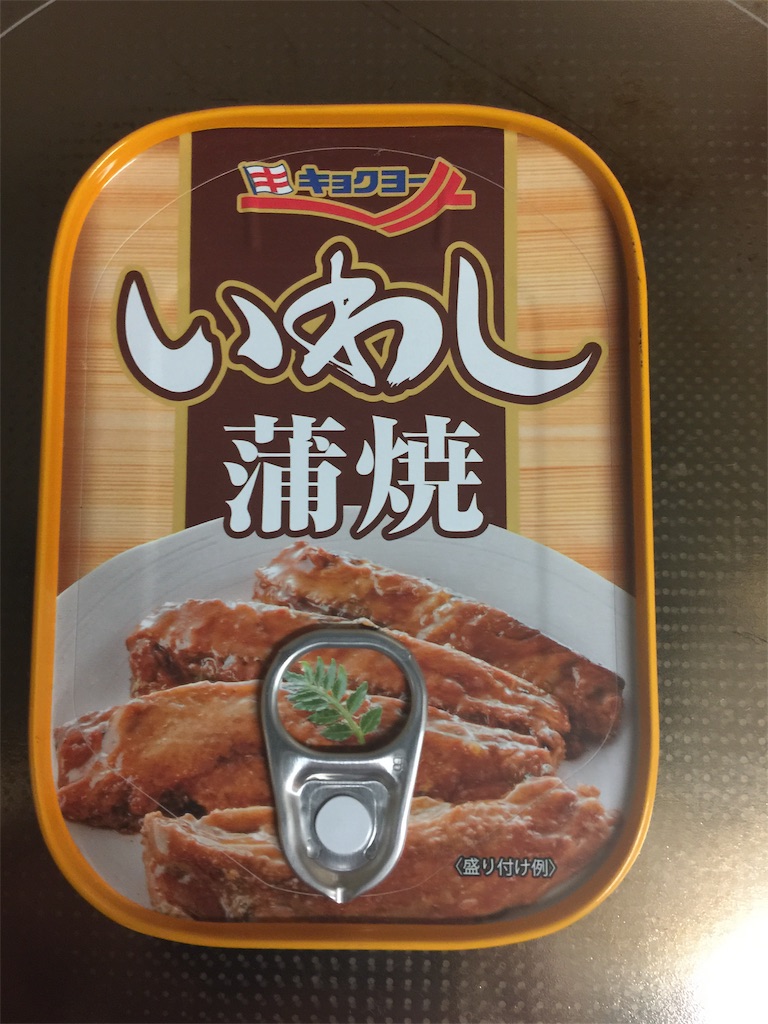 キョクヨー
いわし
蒲焼
〈盛り付け例〉